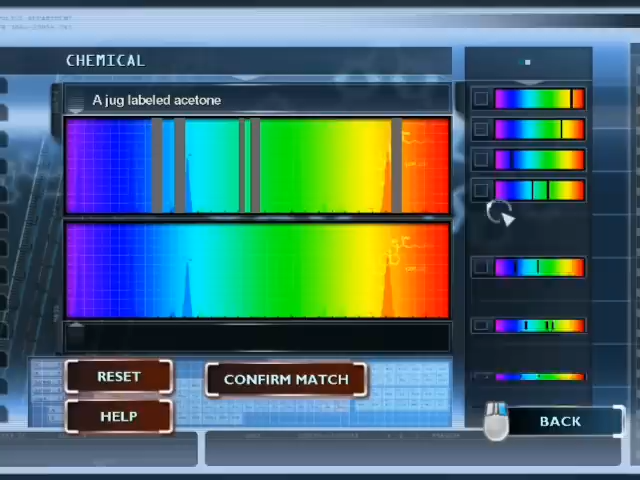 CHEMICAL
A jug labeled acetone
RESET
CONFIRM MATCH
HELP
BACK